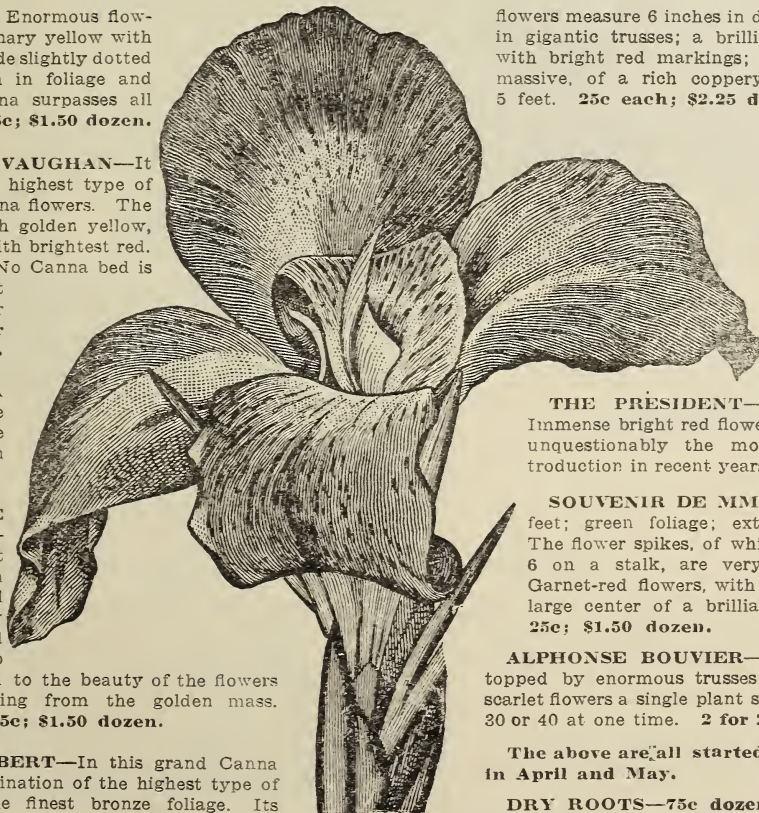 Enormous flow-
nary yellow with
de slightly dotted
in foliage and
na surpasses all
5c; $1.50 dozen.
VAUGHAN—It
highest type of
na flowers. The
h golden yellow,
ith brightest red.
No Canna bed is
to the beauty of the flowers
ing from the golden mass.
5c; $1.50 dozen.
BERT—In this grand Canna
ination of the highest type of
e finest bronze foliage. Its
flowers measure 6 inches in d
in gigantic trusses; a brilli
with bright red markings;
massive, of a rich coppery
5 feet. 25c each; $2.25 d
THE PRESIDENT—
Immense bright red flowe
unquestionably the mo
troduction in recent year
SOUVENIR DE MM
feet; green foliage; ext
The flower spikes, of whi
6 on a stalk, are very
Garnet-red flowers, with
large center of a brillia
25c; $1.50 dozen.
ALPHONSE BOUVIER—
topped by enormous trusses
scarlet flowers a single plant s
30 or 40 at one time. 2 for 2
The above are all started
in April and May.
DRY ROOTS—75c dozen